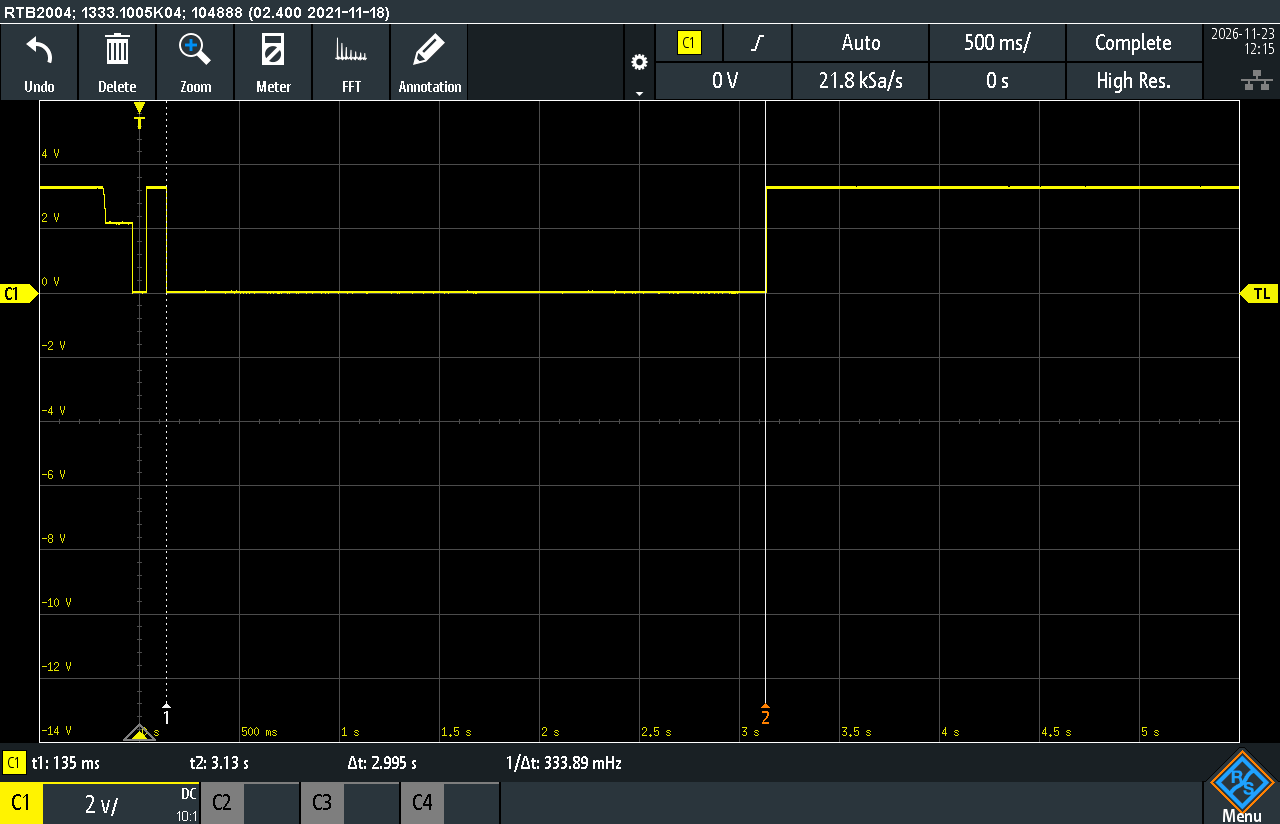 RTB2004; 1333.1005K04; 104888 (02.400 2021-11-18)
Undo Delete Zoom Meter FFT Annotation
C1 Auto 500 ms/ Complete
0 V 21.8 kSa/s 0 s High Res.
2026-11-23
12:15
T
4 V
2 V
0 V
C1
TL
-2 V
-4 V
-6 V
-8 V
-10 V
-12 V
1 2
-14 V 0 s 500 ms 1 s 1.5 s 2 s 2.5 s 3 s 3.5 s 4 s 4.5 s 5 s
C1 t1: 135 ms t2: 3.13 s Δt: 2.995 s 1/Δt: 333.89 mHz
C1 2 V/ DC 10:1 C2 C3 C4
R S
Menu